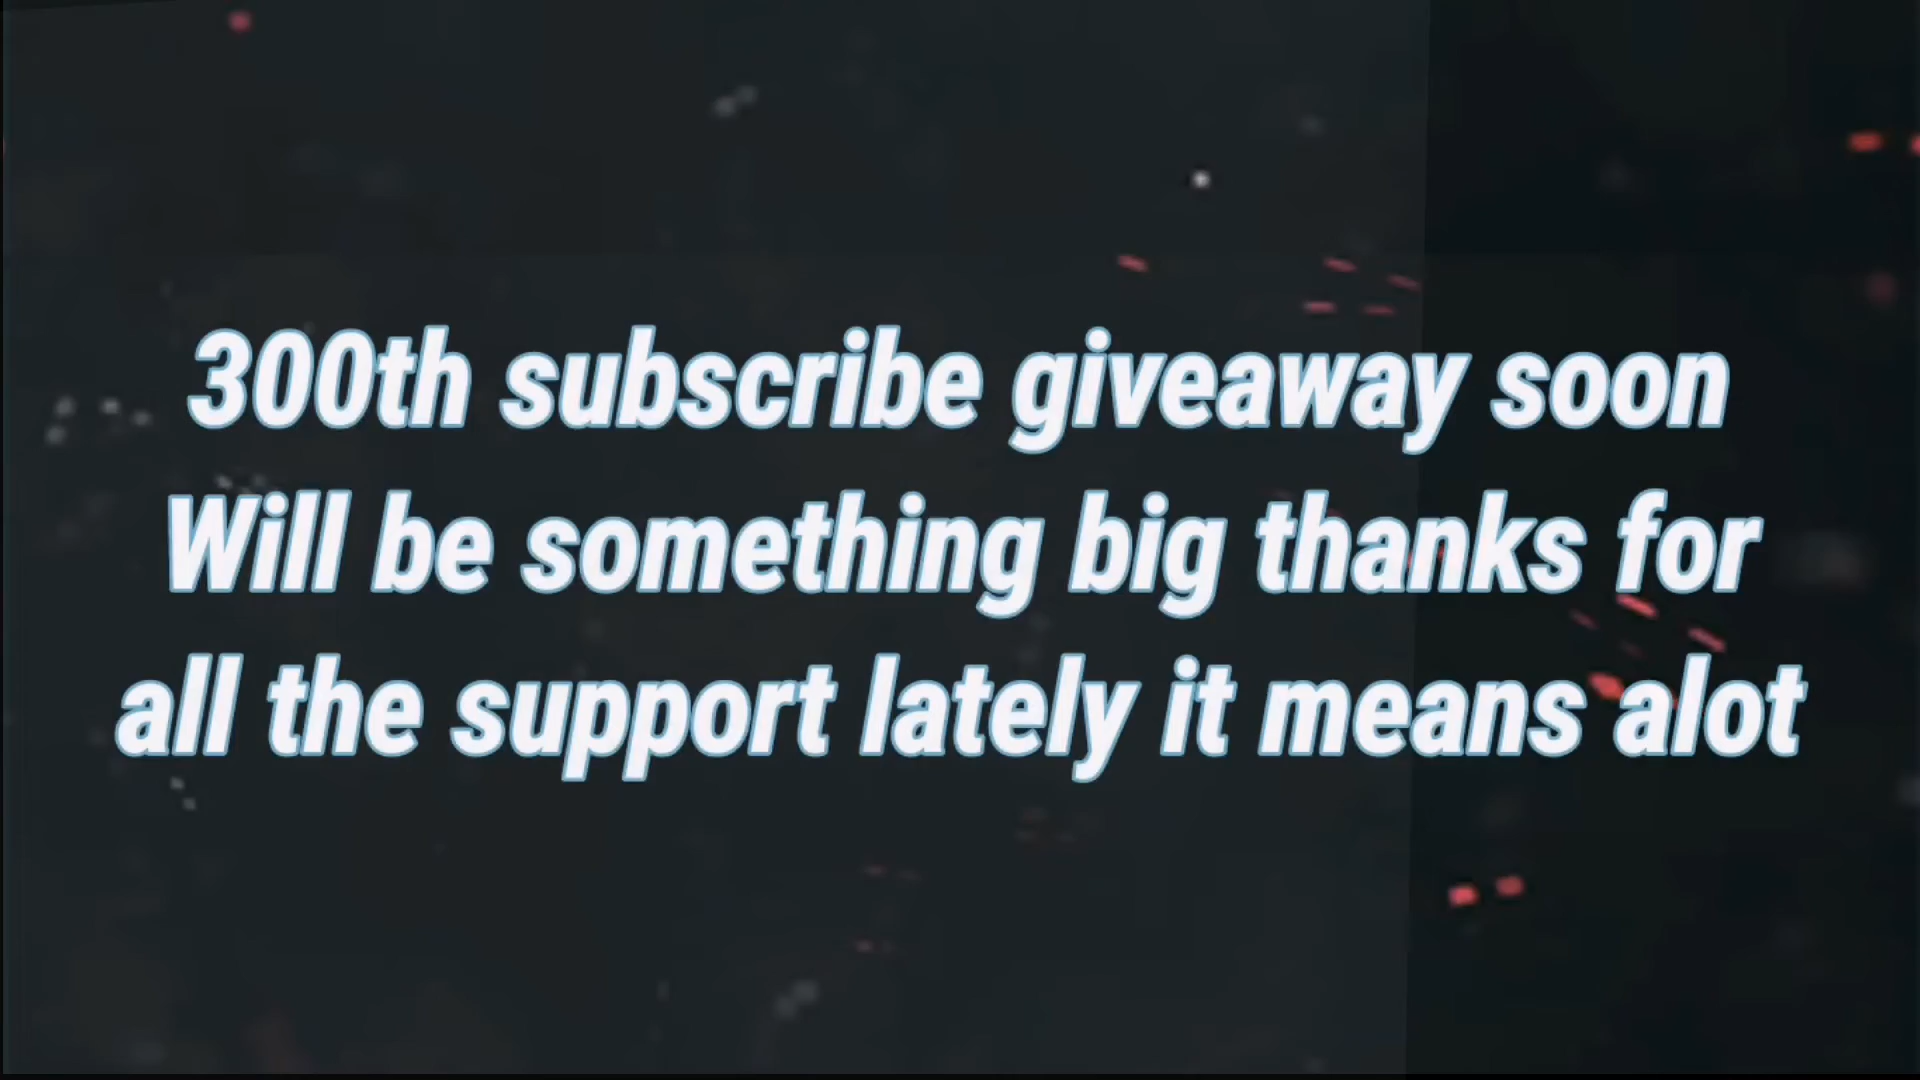 300th subscribe giveaway soon
Will be something big thanks for
all the support lately it means alot